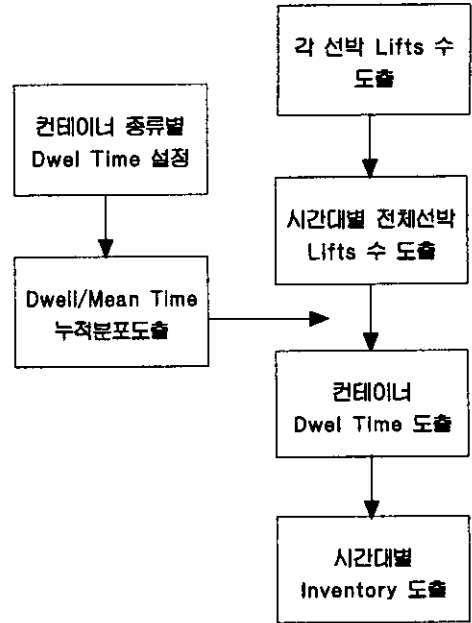 각 선박 Lifts 수
도출
컨테이너 종류별
Dwel Time 설정
시간대별 전체선박
Lifts 수 도출
Dwell/Mean Time
누적분포도출
컨테이너
Dwel Time 도출
시간대별
Inventory 도출